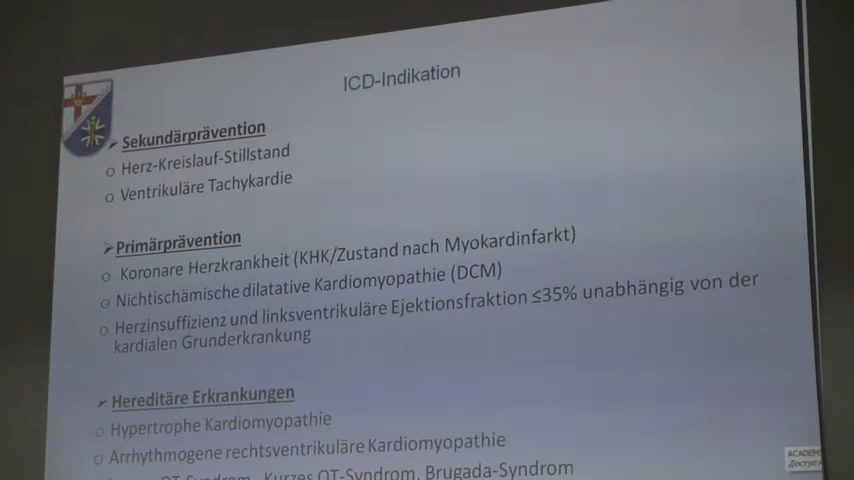 ICD-Indikation
Sekundärprävention
Herz-Kreislauf-Stillstand
Ventrikuläre Tachykardie
Primärprävention
Koronare Herzkrankheit (KHK/Zustand nach Myokardinfarkt)
Nichtischämische dilatative Kardiomyopathie (DCM)
Herzinsuffizienz und linksventrikuläre Ejektionsfraktion ≤35% unabhängig von der
kardialen Grunderkrankung
Hereditäre Erkrankungen
Hypertrophe Kardiomyopathie
Arrhythmogene rechtsventrikuläre Kardiomyopathie
QT-Syndrom, Kurzes QT-Syndrom, Brugada-Syndrom